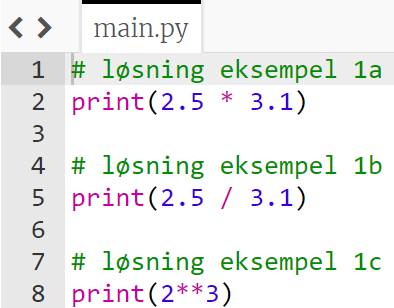 main.py
1 # løsning eksempel 1a
2 print(2.5 * 3.1)
3
4 # løsning eksempel 1b
5 print(2.5 / 3.1)
6
7 # løsning eksempel 1c
8 print(2**3)